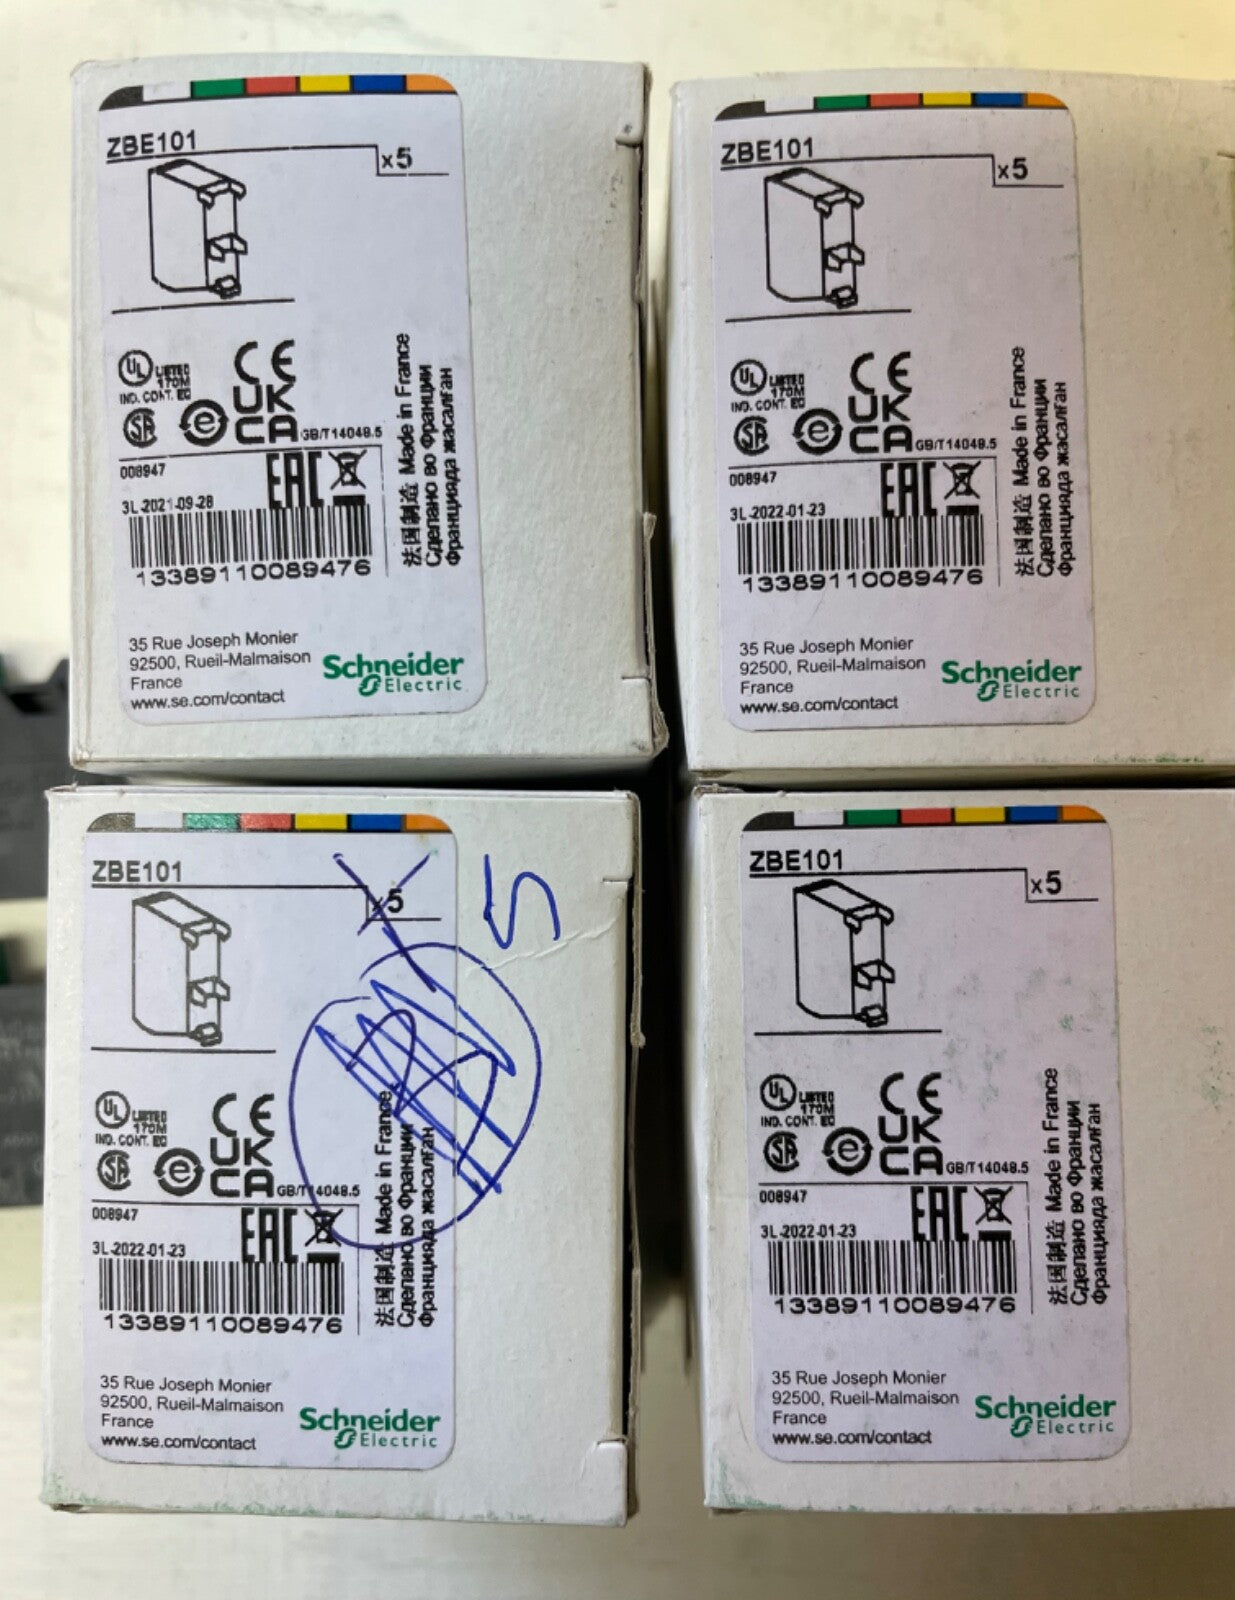 ZBE101
x5
UL LISTED
170M
IND. CONT. EQ
CE
UK
CA
SA
e
GB/T14048.5
008947
EAC
3L-2021-09-28
13389110089476
法国制造 Made in France
Сделано во Франции
Францияда жасалған
35 Rue Joseph Monier
92500, Rueil-Malmaison
France
www.se.com/contact
Schneider
Electric
ZBE101
x5
UL LISTED
170M
IND. CONT. EQ
CE
UK
CA
SA
e
GB/T14048.5
008947
EAC
3L-2022-01-23
13389110089476
法国制造 Made in France
Сделано во Франции
Францияда жасалған
35 Rue Joseph Monier
92500, Rueil-Malmaison
France
www.se.com/contact
Schneider
Electric
ZBE101
x5
5
UL LISTED
170M
IND. CONT. EQ
CE
UK
CA
SA
e
GB/T14048.5
008947
EAC
3L-2022-01-23
13389110089476
法国制造 Made in France
Сделано во Франции
Францияда жасалған
35 Rue Joseph Monier
92500, Rueil-Malmaison
France
www.se.com/contact
Schneider
Electric
ZBE101
x5
UL LISTED
170M
IND. CONT. EQ
CE
UK
CA
SA
e
GB/T14048.5
008947
EAC
3L-2022-01-23
13389110089476
法国制造 Made in France
Сделано во Франции
Францияда жасалған
35 Rue Joseph Monier
92500, Rueil-Malmaison
France
www.se.com/contact
Schneider
Electric